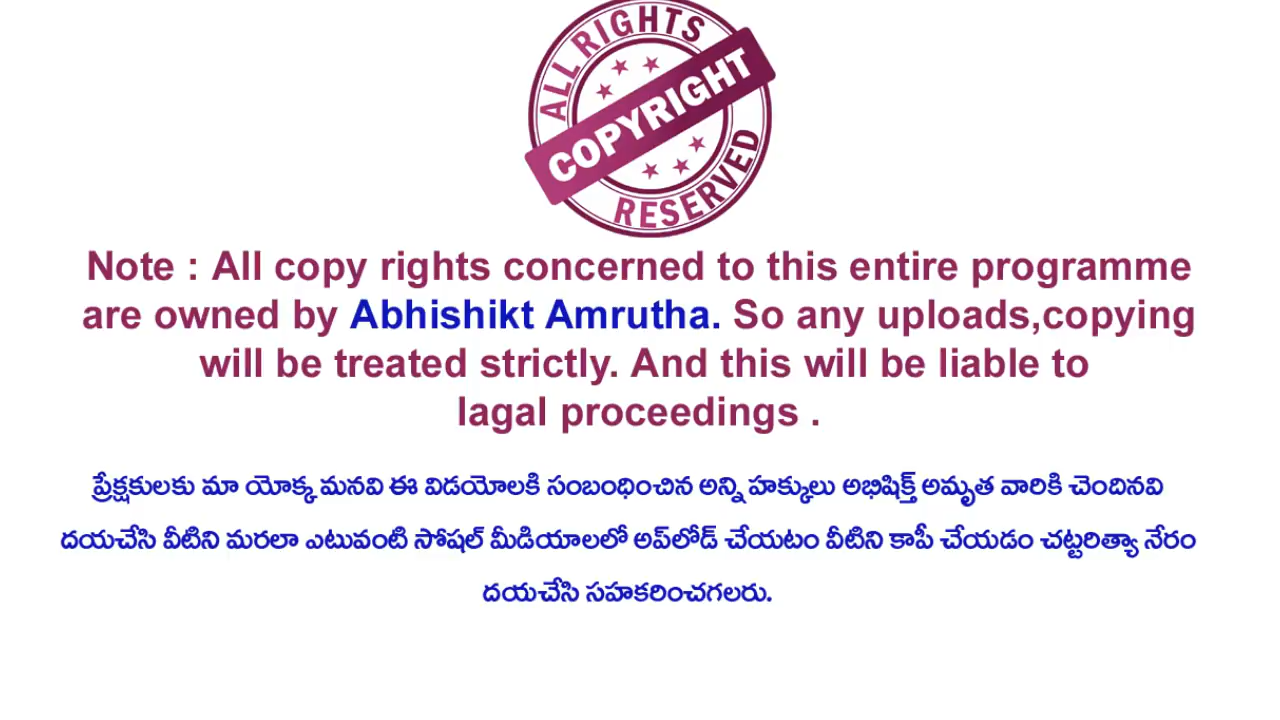 ALL RIGHTS
COPYRIGHT
RESERVED
Note : All copy rights concerned to this entire programme
are owned by Abhishikt Amrutha. So any uploads,copying
will be treated strictly. And this will be liable to
lagal proceedings .
ప్రేక్షకులకు మా యోక్క మనవి ఈ విడయోలకి సంబంధించిన అన్ని హక్కులు అభిషిక్త్ అమృత వారికి చెందినవి
దయచేసి వీటిని మరలా ఎటువంటి సోషల్ మీడియాలలో అప్‌లోడ్ చేయటం వీటిని కాపీ చేయడం చట్టరిత్యా నేరం
దయచేసి సహకరించగలరు.